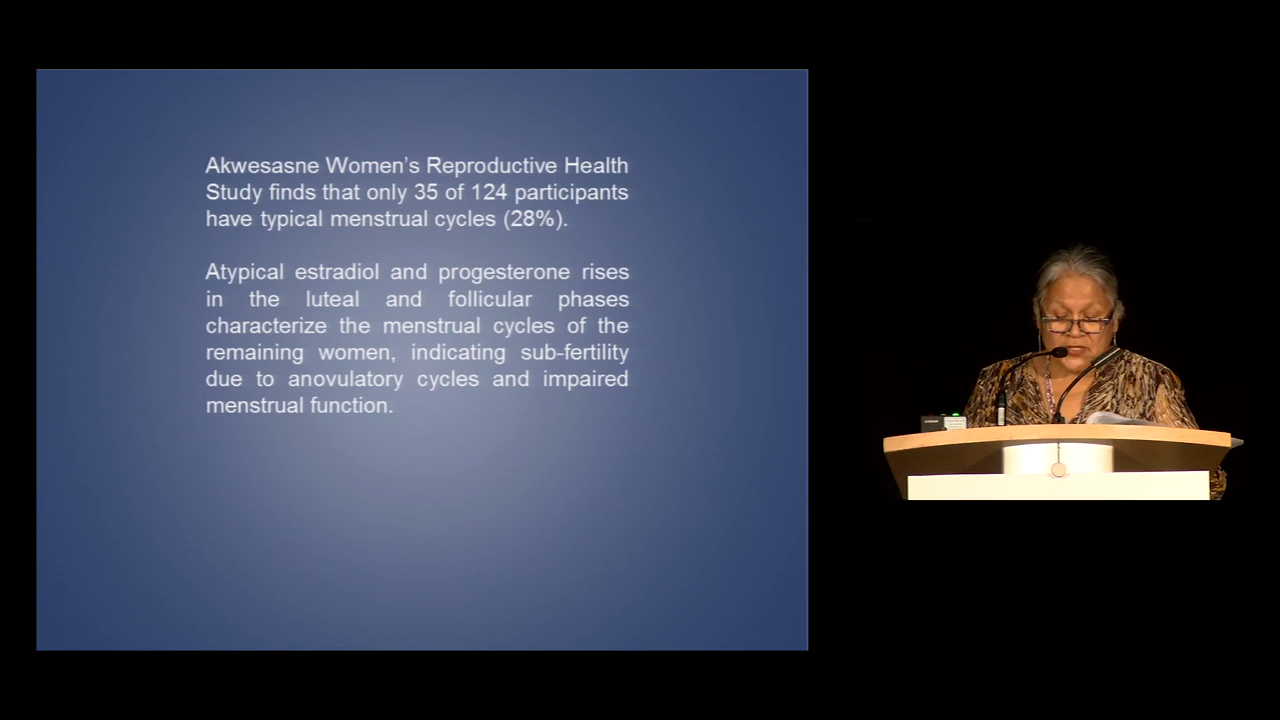 Akwesasne Women's Reproductive Health
Study finds that only 35 of 124 participants
have typical menstrual cycles (28%).
Atypical estradiol and progesterone rises
in the luteal and follicular phases
characterize the menstrual cycles of the
remaining women, indicating sub-fertility
due to anovulatory cycles and impaired
menstrual function.